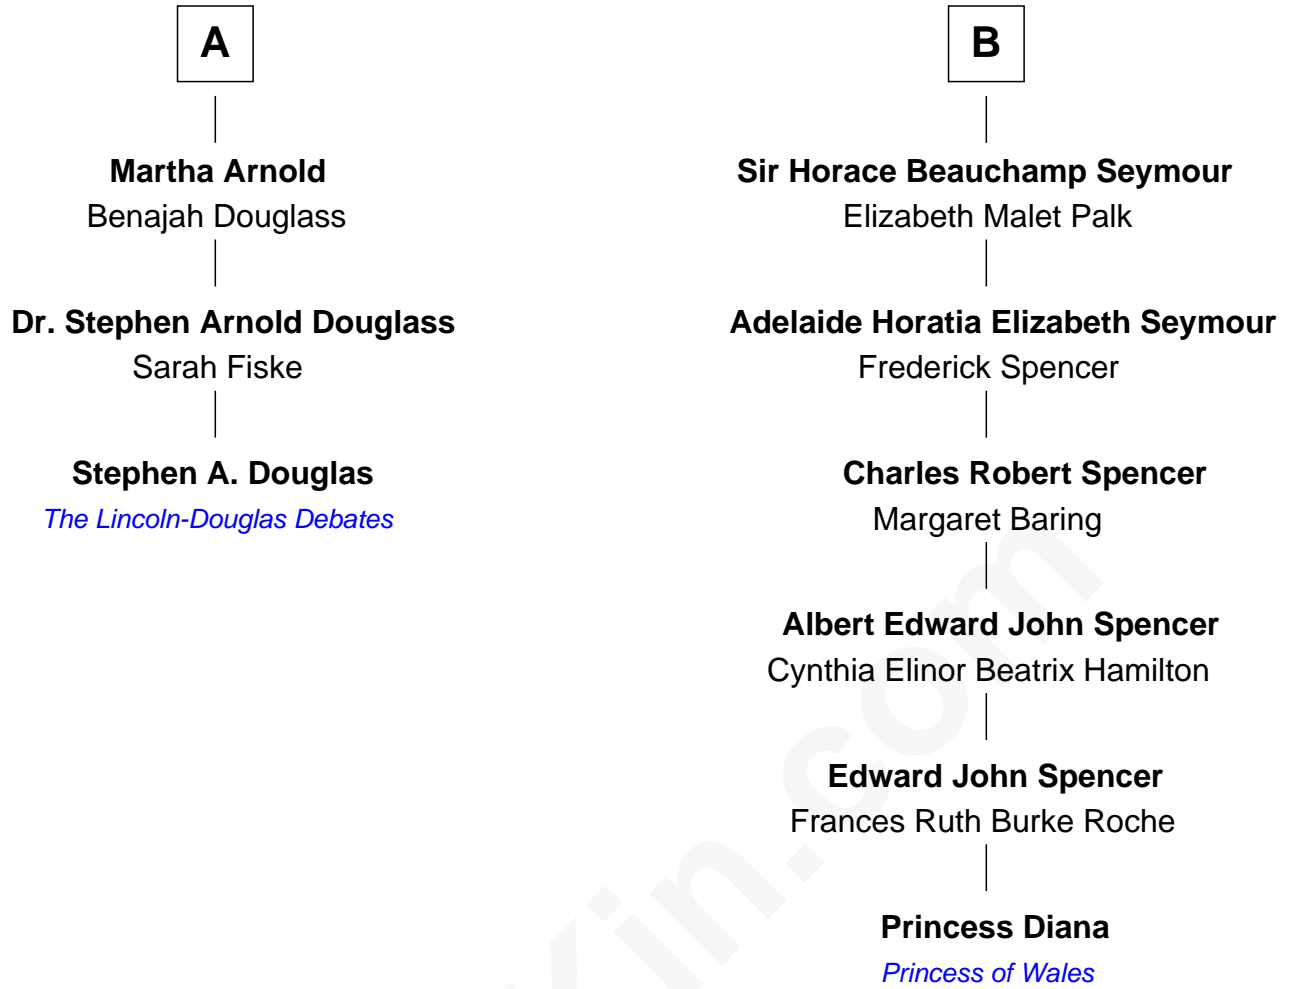 A
Martha Arnold
Benajah Douglass
Dr. Stephen Arnold Douglass
Sarah Fiske
Stephen A. Douglas
The Lincoln-Douglas Debates
B
Sir Horace Beauchamp Seymour
Elizabeth Malet Palk
Adelaide Horatia Elizabeth Seymour
Frederick Spencer
Charles Robert Spencer
Margaret Baring
Albert Edward John Spencer
Cynthia Elinor Beatrix Hamilton
Edward John Spencer
Frances Ruth Burke Roche
Princess Diana
Princess of Wales